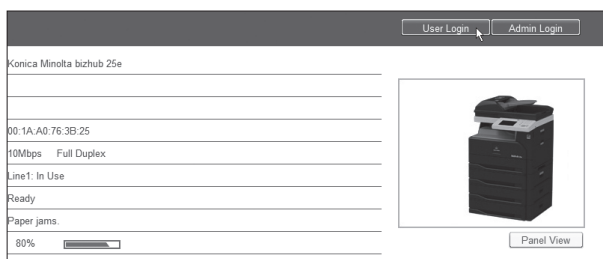 User Login Admin Login
Konica Minolta bizhub 25e
00:1A:A0:76:3B:25
10Mbps Full Duplex
Line1: In Use
Ready
Paper jams.
80%
Panel View